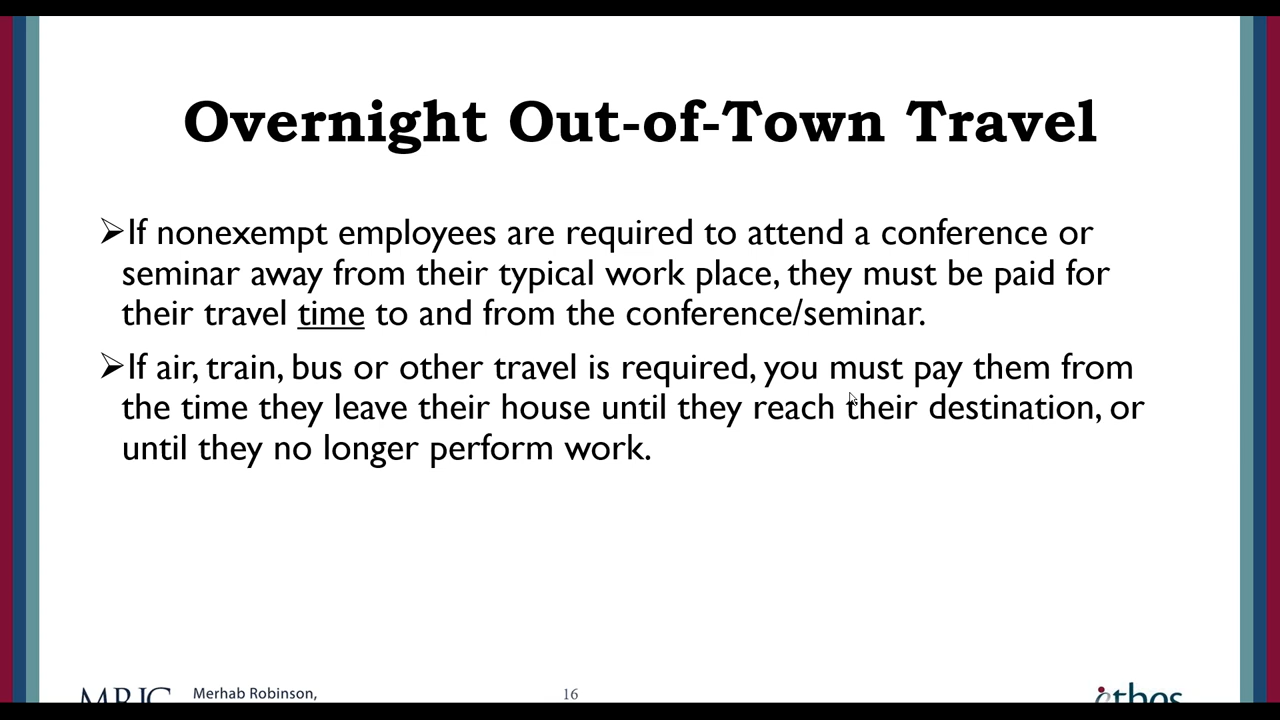 Overnight Out-of-Town Travel
➢If nonexempt employees are required to attend a conference or
seminar away from their typical work place, they must be paid for
their travel time to and from the conference/seminar.
➢If air, train, bus or other travel is required, you must pay them from
the time they leave their house until they reach their destination, or
until they no longer perform work.
MRJC Merhab Robinson, 16 ethos